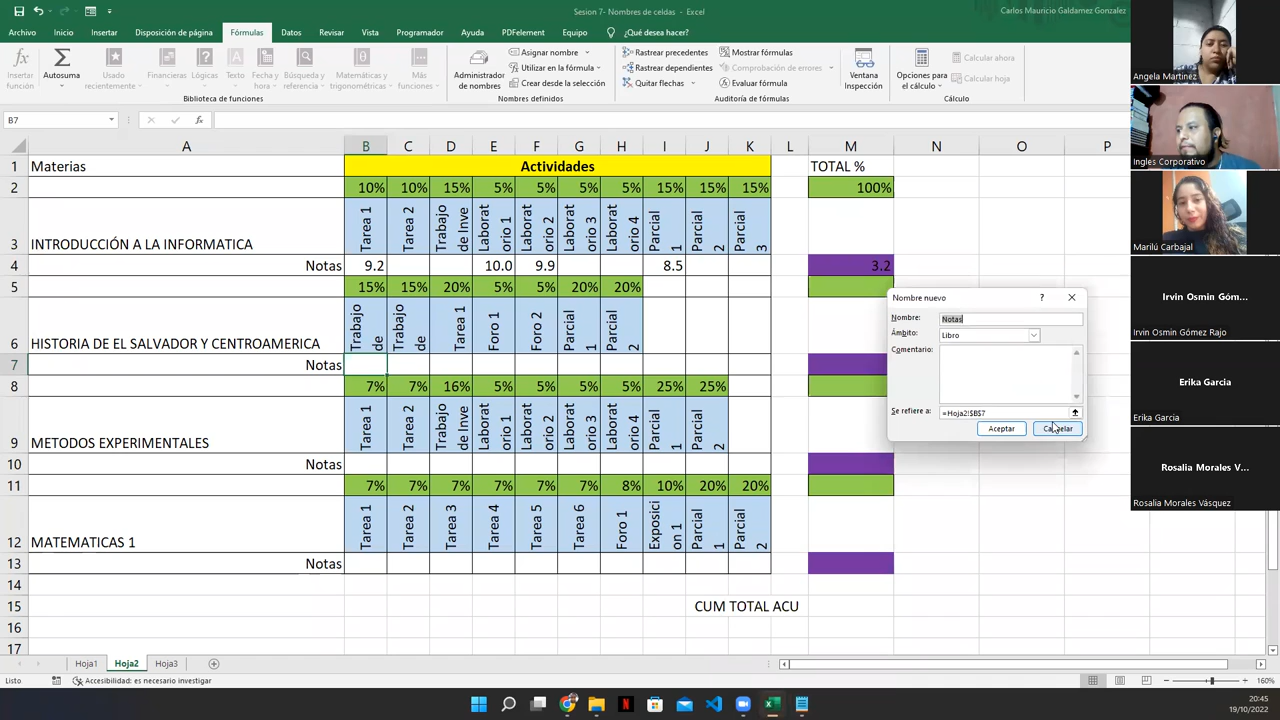 Sesion 7- Nombres de celdas - Excel
Carlos Mauricio Galdamez Gonzalez
Archivo Inicio Insertar Disposición de página Fórmulas Datos Revisar Vista Programador Ayuda PDFelement Equipo ¿Qué desea hacer?
Insertar función
Autosuma
Usado recientemente
Financieras
Lógicas
Texto
Fecha y hora
Búsqueda y referencia
Matemáticas y trigonométricas
Más funciones
Biblioteca de funciones
Administrador de nombres
Asignar nombre
Utilizar en la fórmula
Crear desde la selección
Nombres definidos
Rastrear precedentes
Rastrear dependientes
Quitar flechas
Mostrar fórmulas
Comprobación de errores
Evaluar fórmula
Auditoría de fórmulas
Ventana Inspección
Opciones para el cálculo
Calcular ahora
Calcular hoja
Cálculo
B7
fx
A B C D E F G H I J K L M N O P
1 Materias Actividades TOTAL %
2 10% 10% 15% 5% 5% 5% 5% 15% 15% 15% 100%
3 INTRODUCCIÓN A LA INFORMATICA Tarea 1 Tarea 2 Trabajo de Inve Laborat orio 1 Laborat orio 2 Laborat orio 3 Laborat orio 4 Parcial 1 Parcial 2 Parcial 3
4 Notas 9.2 10.0 9.9 8.5 3.2
5 15% 15% 20% 5% 5% 20% 20%
6 HISTORIA DE EL SALVADOR Y CENTROAMERICA Trabajo de Trabajo de Tarea 1 Foro 1 Foro 2 Parcial 1 Parcial 2
7 Notas
8 7% 7% 16% 5% 5% 5% 5% 25% 25%
9 METODOS EXPERIMENTALES Tarea 1 Tarea 2 Trabajo de Inve Laborat orio 1 Laborat orio 2 Laborat orio 3 Laborat orio 4 Parcial 1 Parcial 2
10 Notas
11 7% 7% 7% 7% 7% 7% 8% 10% 20% 20%
12 MATEMATICAS 1 Tarea 1 Tarea 2 Tarea 3 Tarea 4 Tarea 5 Tarea 6 Foro 1 Exposici on 1 Parcial 1 Parcial 2
13 Notas
14
15 CUM TOTAL ACU
16
17
Nombre nuevo ? ×
Nombre: Notas
Ámbito: Libro
Comentario:
Se refiere a: =Hoja2!$B$7
Aceptar Cancelar
Angela Martinez
Ingles Corporativo
Marilú Carbajal
Irvin Osmin Góm...
Irvin Osmin Gómez Rajo
Erika Garcia
Erika Garcia
Rosalia Morales V...
Rosalia Morales Vásquez
Hoja1 Hoja2 Hoja3
Listo Accesibilidad: es necesario investigar 160%
20:45
19/10/2022